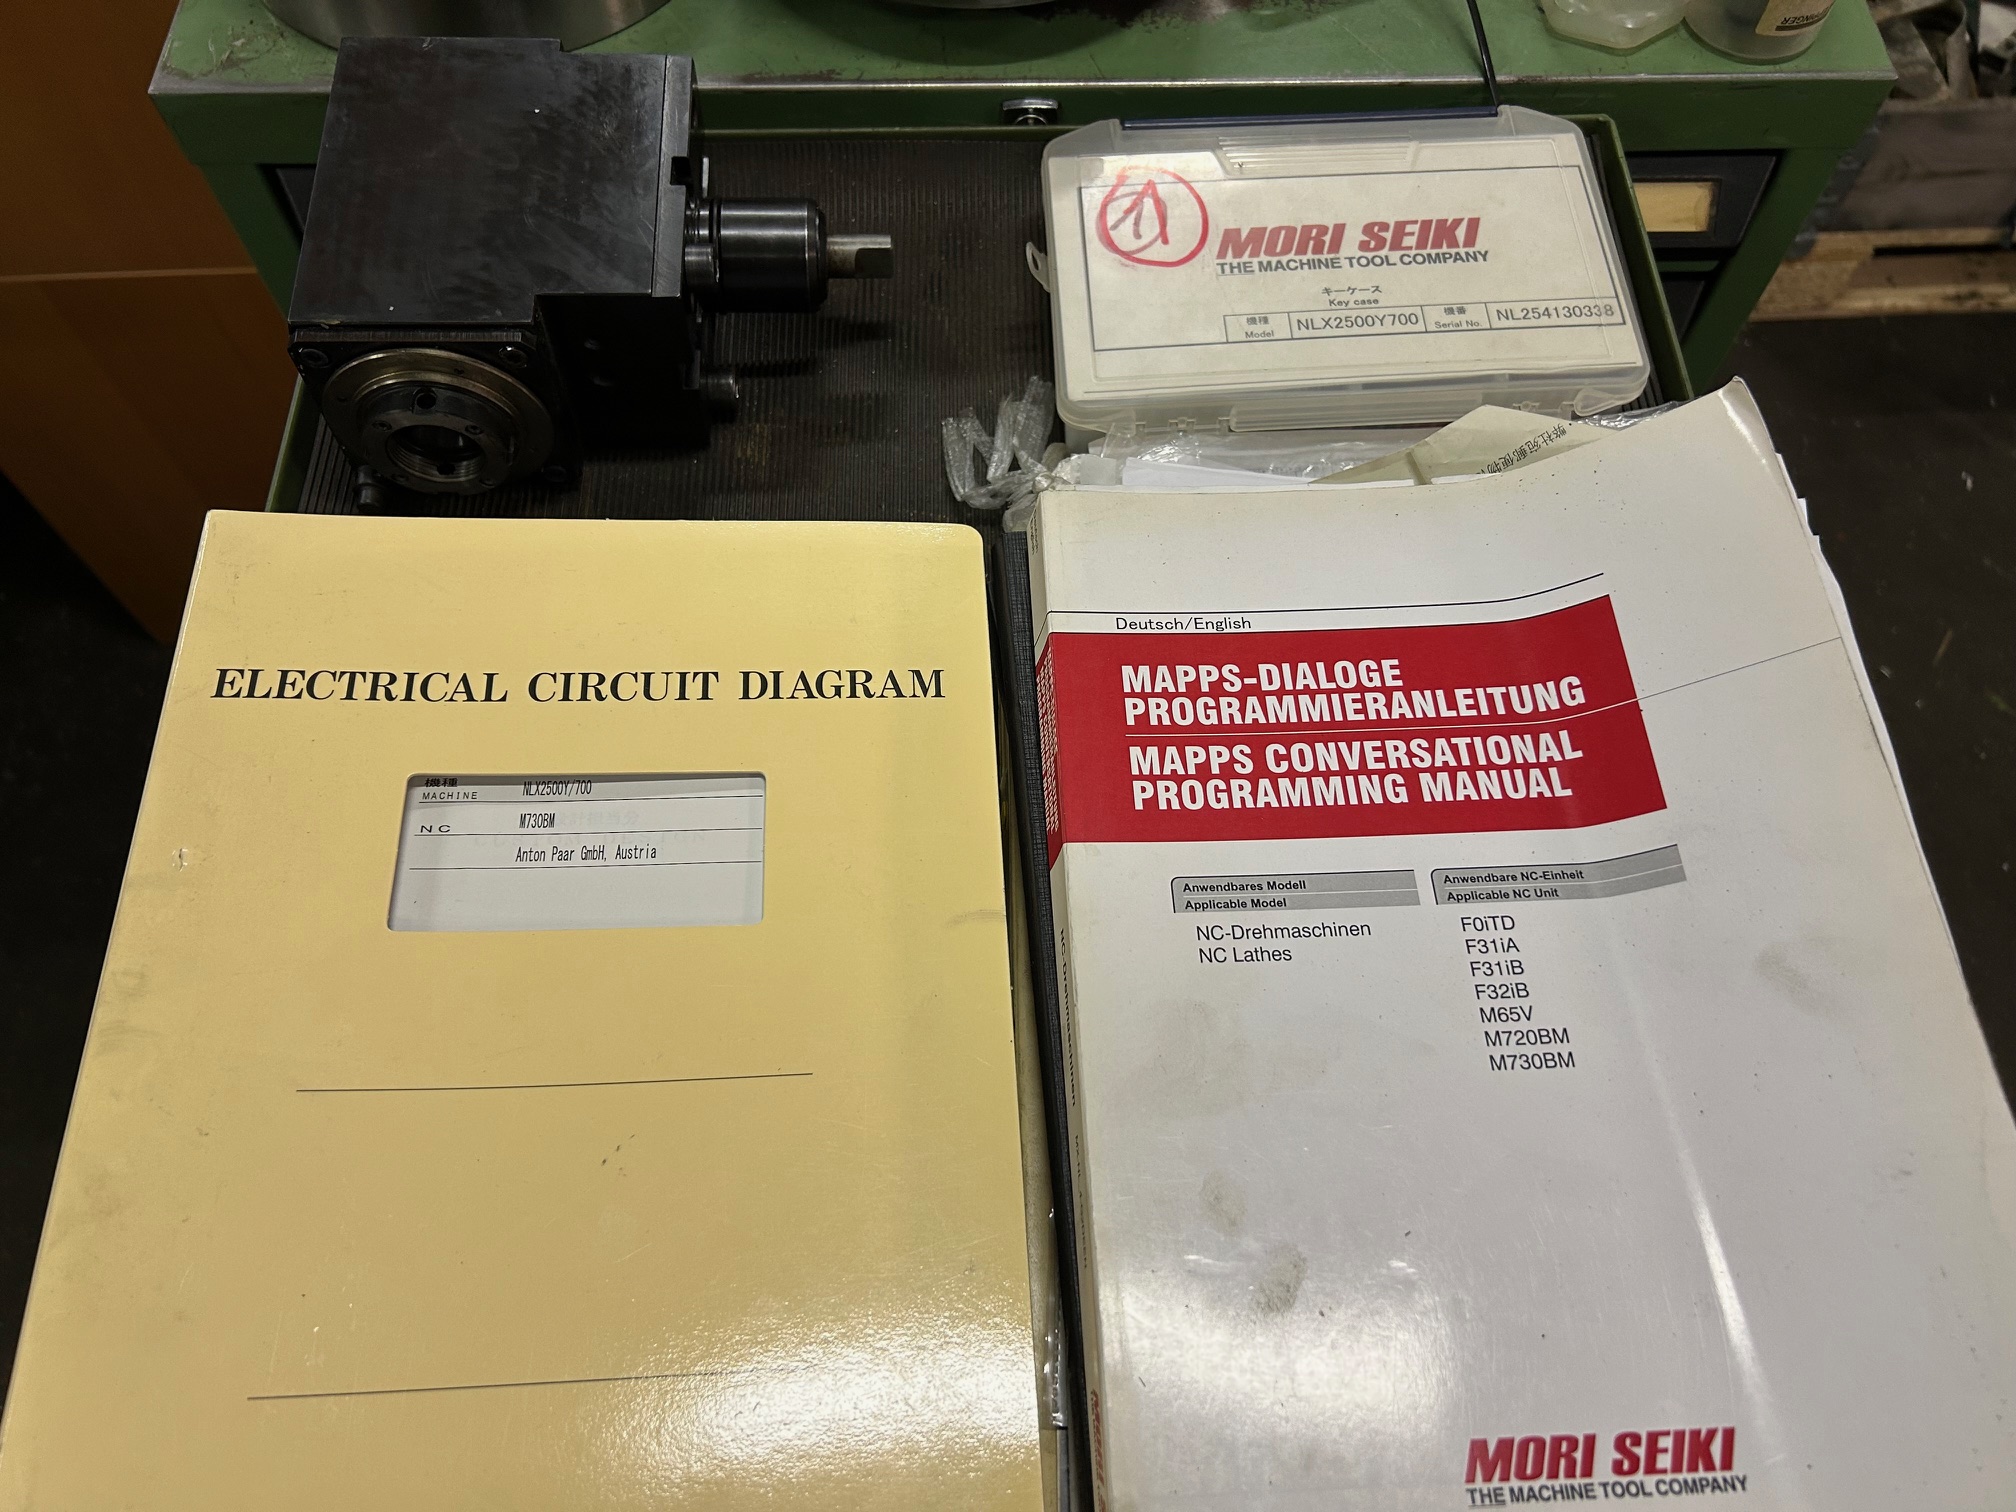 1
MORI SEIKI
THE MACHINE TOOL COMPANY
キーケース
Key case
機種
Model
NLX2500Y700
機番
Serial No.
NL254130338
ELECTRICAL CIRCUIT DIAGRAM
機種
MACHINE
NLX2500Y/700
NC
M730BM
Anton Paar GmbH, Austria
Deutsch/English
MAPPS-DIALOGE
PROGRAMMIERANLEITUNG
MAPPS CONVERSATIONAL
PROGRAMMING MANUAL
Anwendbares Modell
Applicable Model
NC-Drehmaschinen
NC Lathes
Anwendbare NC-Einheit
Applicable NC Unit
F0iTD
F31iA
F31iB
F32iB
M65V
M720BM
M730BM
NC-Drehmaschinen
MORI SEIKI
THE MACHINE TOOL COMPANY